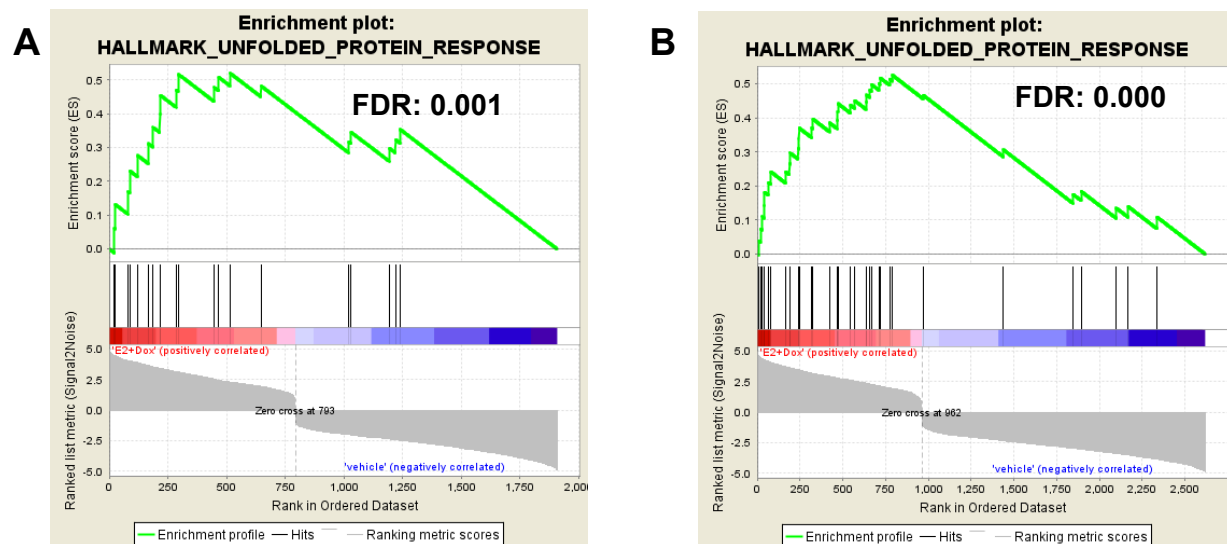 A
Enrichment plot:
HALLMARK_UNFOLDED_PROTEIN_RESPONSE
FDR: 0.001
Enrichment score (ES)
0.5
0.4
0.3
0.2
0.1
0.0
'E2+Dox' (positively correlated)
Ranked list metric (Signal2Noise)
5.0
2.5
0.0
-2.5
-5.0
Zero cross at 793
'vehicle' (negatively correlated)
0 250 500 750 1,000 1,250 1,500 1,750 2,000
Rank in Ordered Dataset
Enrichment profile Hits Ranking metric scores
B
Enrichment plot:
HALLMARK_UNFOLDED_PROTEIN_RESPONSE
FDR: 0.000
Enrichment score (ES)
0.5
0.4
0.3
0.2
0.1
0.0
'E2+Dox' (positively correlated)
Ranked list metric (Signal2Noise)
5.0
2.5
0.0
-2.5
-5.0
Zero cross at 962
'vehicle' (negatively correlated)
0 250 500 750 1,000 1,250 1,500 1,750 2,000 2,250 2,500
Rank in Ordered Dataset
Enrichment profile Hits Ranking metric scores